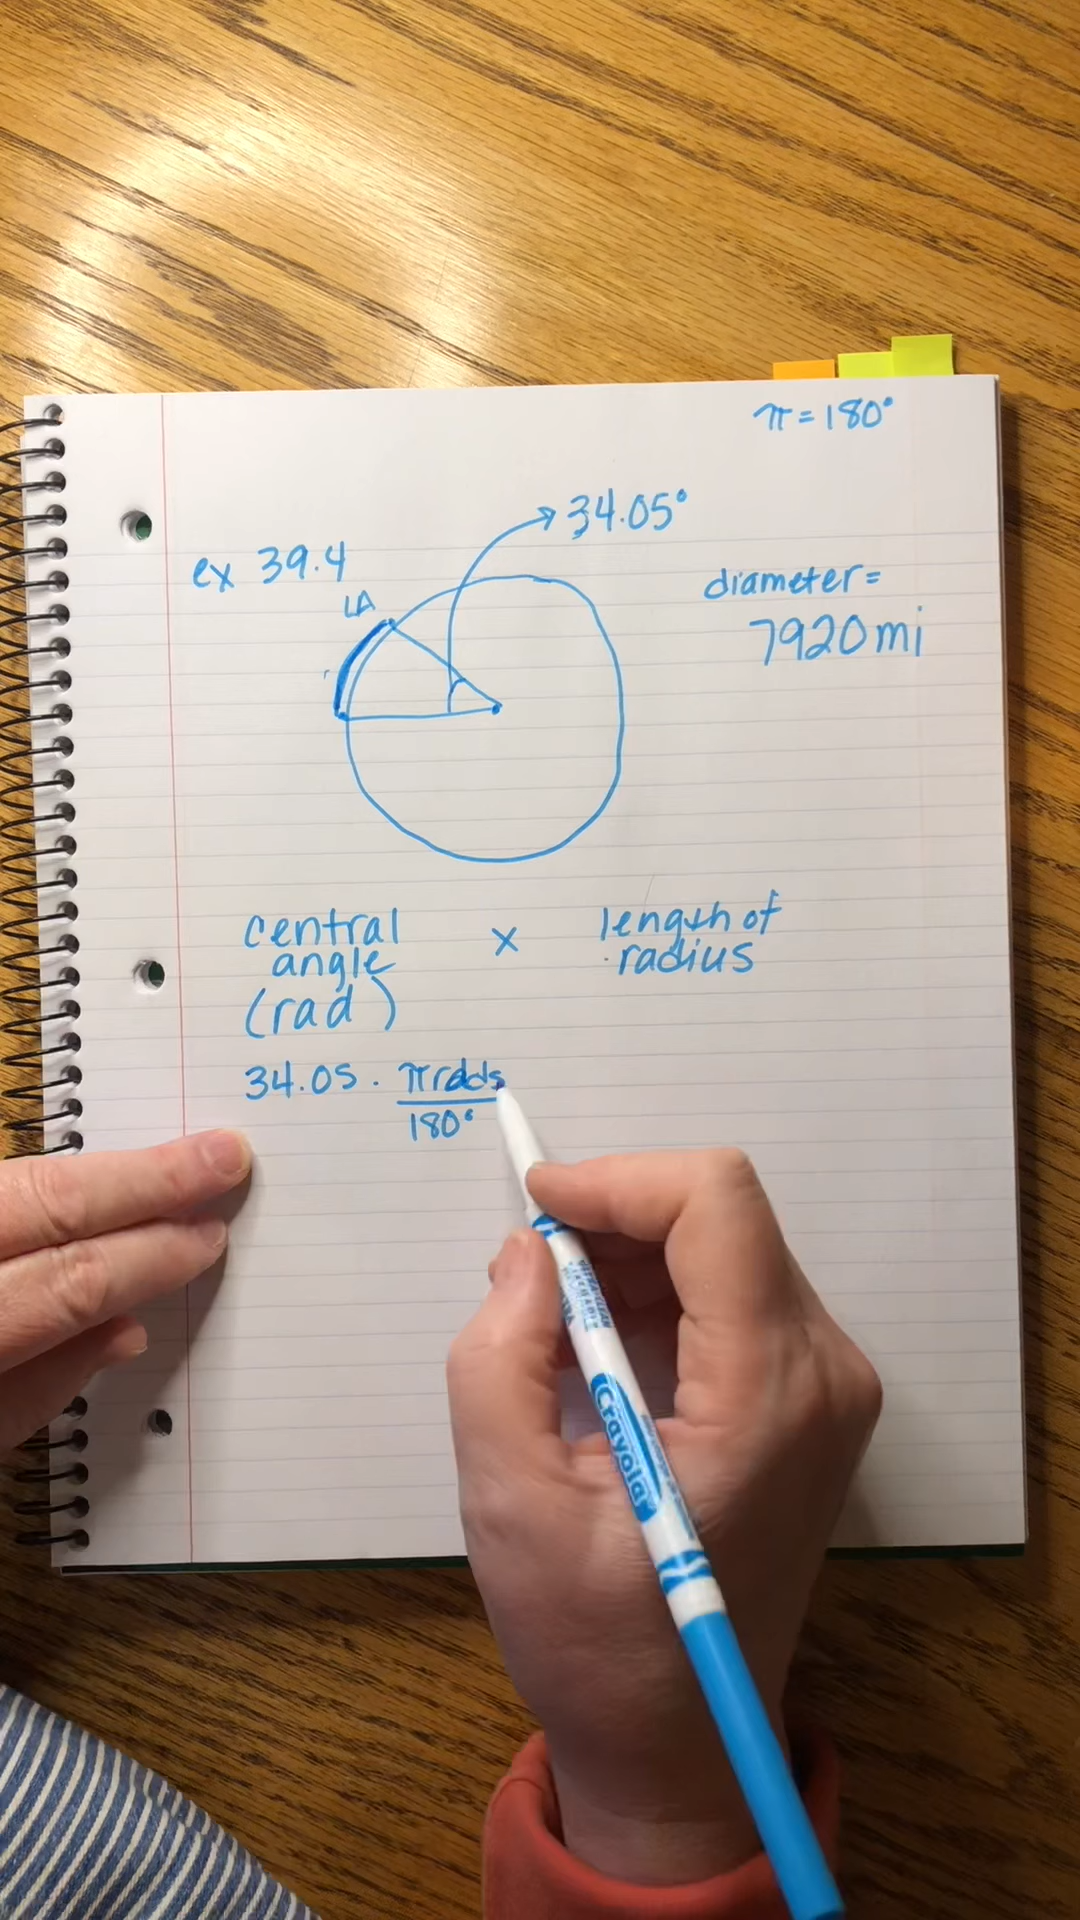 π = 180°
34.05°
ex 39.4
LA
diameter =
7920 mi
central
angle
(rad)
x
length of
radius
34.05 · π rads
180°
Crayola